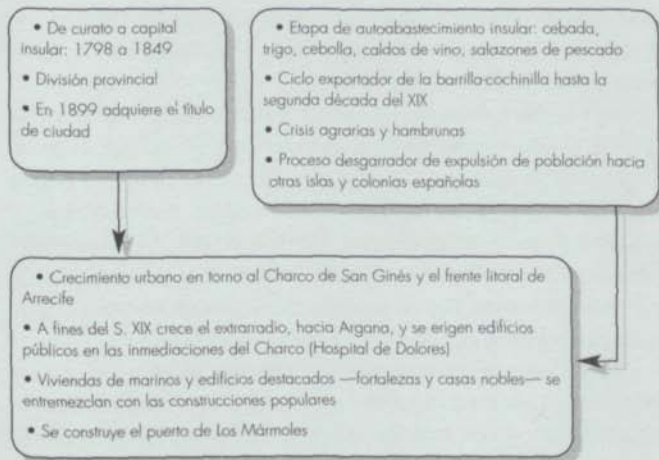 • De curato a capital
insular: 1798 a 1849
• División provincial
• En 1899 adquiere el título
de ciudad
• Etapa de autoabastecimiento insular: cebada,
trigo, cebolla, caldos de vino, salazones de pescado
• Ciclo exportador de la barrilla-cochinilla hasta la
segunda década del XIX
• Crisis agrarias y hambrunas
• Proceso desgarrador de expulsión de población hacia
otras islas y colonias españolas
• Crecimiento urbano en torno al Charco de San Ginés y el frente litoral de
Arrecife
• A fines del S. XIX crece el extrarradio, hacia Argana, y se erigen edificios
públicos en las inmediaciones del Charco (Hospital de Dolores)
• Viviendas de marinos y edificios destacados —fortalezas y casas nobles— se
entremezclan con las construcciones populares
• Se construye el puerto de Los Mármoles